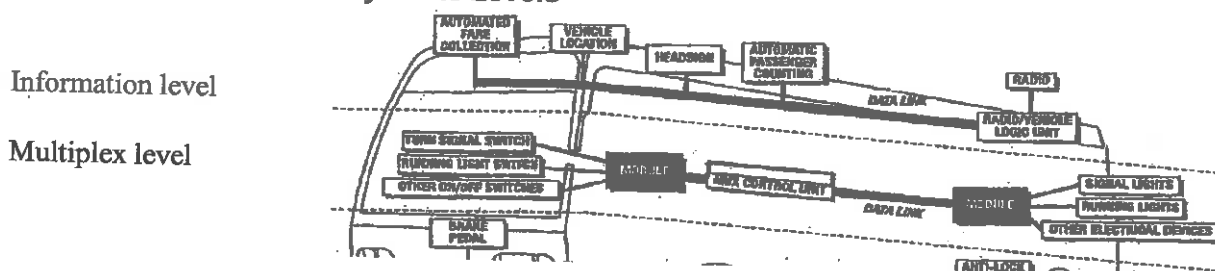 AUTOMATED
FARE
COLLECTION
VEHICLE
LOCATION
HEADSIGN
AUTOMATIC
PASSENGER
COUNTING
RADIO
DATA LINK
RADIO/VEHICLE
LOGIC UNIT
Information level
Multiplex level
TURN SIGNAL SWITCH
RUNNING LIGHT SWITCH
OTHER ON/OFF SWITCHES
MODULE
MUX CONTROL UNIT
DATA LINK
MODULE
SIGNAL LIGHTS
RUNNING LIGHTS
OTHER ELECTRICAL DEVICES
BRAKE
PEDAL
ANTI-LOCK